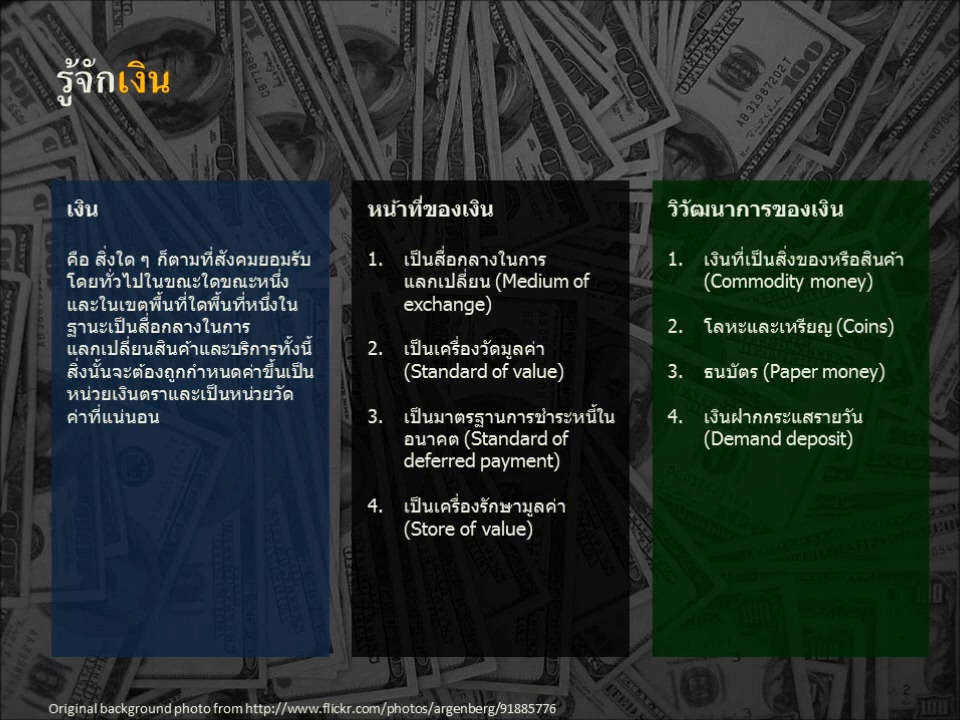 รู้จักเงิน
เงิน
คือ สิ่งใด ๆ ก็ตามที่สังคมยอมรับ
โดยทั่วไปในขณะใดขณะหนึ่ง
และในเขตพื้นที่ใดพื้นที่หนึ่งใน
ฐานะเป็นสื่อกลางในการ
แลกเปลี่ยนสินค้าและบริการทั้งนี้
สิ่งนั้นจะต้องถูกกำหนดค่าขึ้นเป็น
หน่วยเงินตราและเป็นหน่วยวัด
ค่าที่แน่นอน
หน้าที่ของเงิน
1. เป็นสื่อกลางในการ
แลกเปลี่ยน (Medium of
exchange)
2. เป็นเครื่องวัดมูลค่า
(Standard of value)
3. เป็นมาตรฐานการชำระหนี้ใน
อนาคต (Standard of
deferred payment)
4. เป็นเครื่องรักษามูลค่า
(Store of value)
วิวัฒนาการของเงิน
1. เงินที่เป็นสิ่งของหรือสินค้า
(Commodity money)
2. โลหะและเหรียญ (Coins)
3. ธนบัตร (Paper money)
4. เงินฝากกระแสรายวัน
(Demand deposit)
Original background photo from http://www.flickr.com/photos/argenberg/91885776